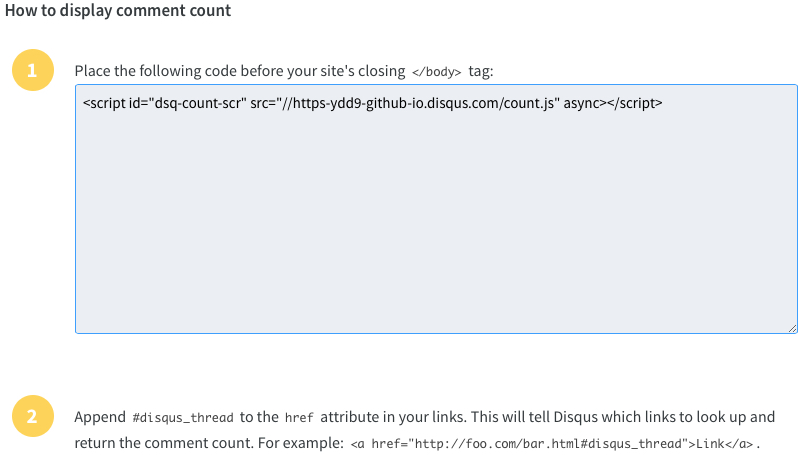 How to display comment count
1
Place the following code before your site's closing </body> tag:
<script id="dsq-count-scr" src="//https-ydd9-github-io.disqus.com/count.js" async></script>
2
Append #disqus_thread to the href attribute in your links. This will tell Disqus which links to look up and
return the comment count. For example: <a href="http://foo.com/bar.html#disqus_thread">Link</a>.